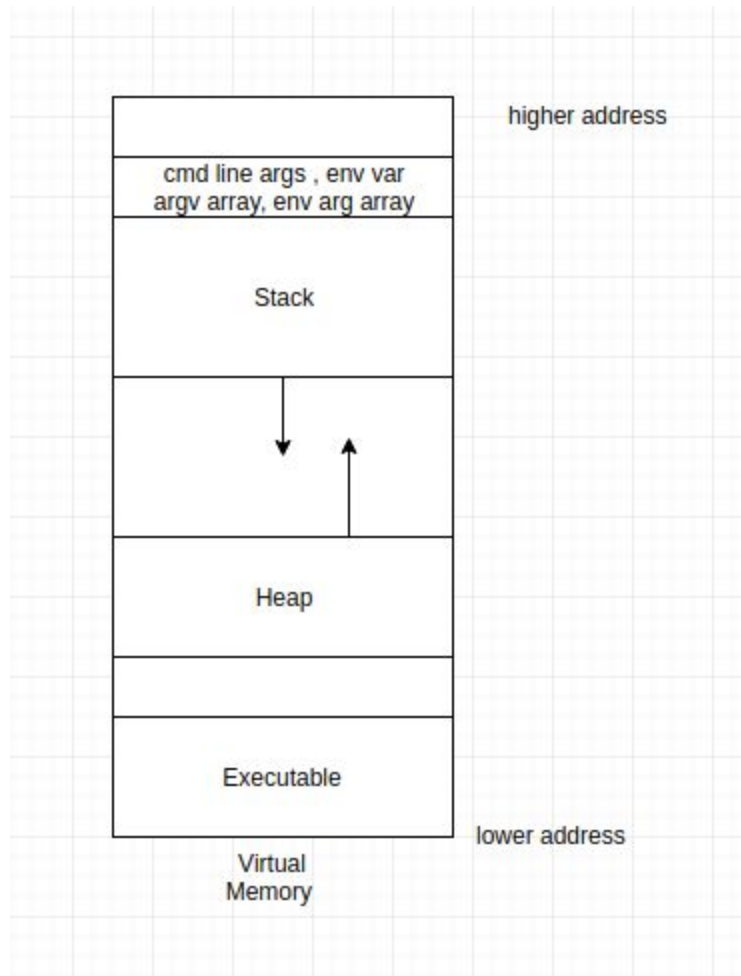 higher address
cmd line args , env var
argv array, env arg array
Stack
Heap
Executable
lower address
Virtual
Memory